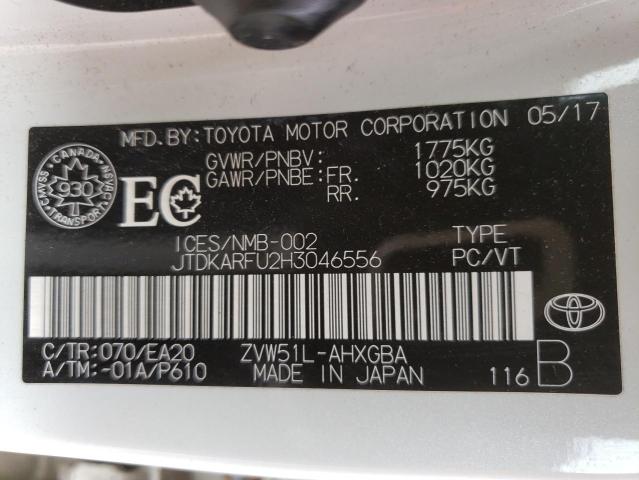 MFD. BY: TOYOTA MOTOR CORPORATION 05/17
GVWR/PNBV: 1775KG
GAWR/PNBE: FR. 1020KG
RR. 975KG
CANADA
CMVSS 930 NSVAC
TRANSPORT
EC
ICES/NMB-002 TYPE
JTDKARFU2H3046556 PC/VT
C/TR: 070/EA20 ZVW51L-AHXGBA
A/TM: -01A/P610 MADE IN JAPAN 116 B